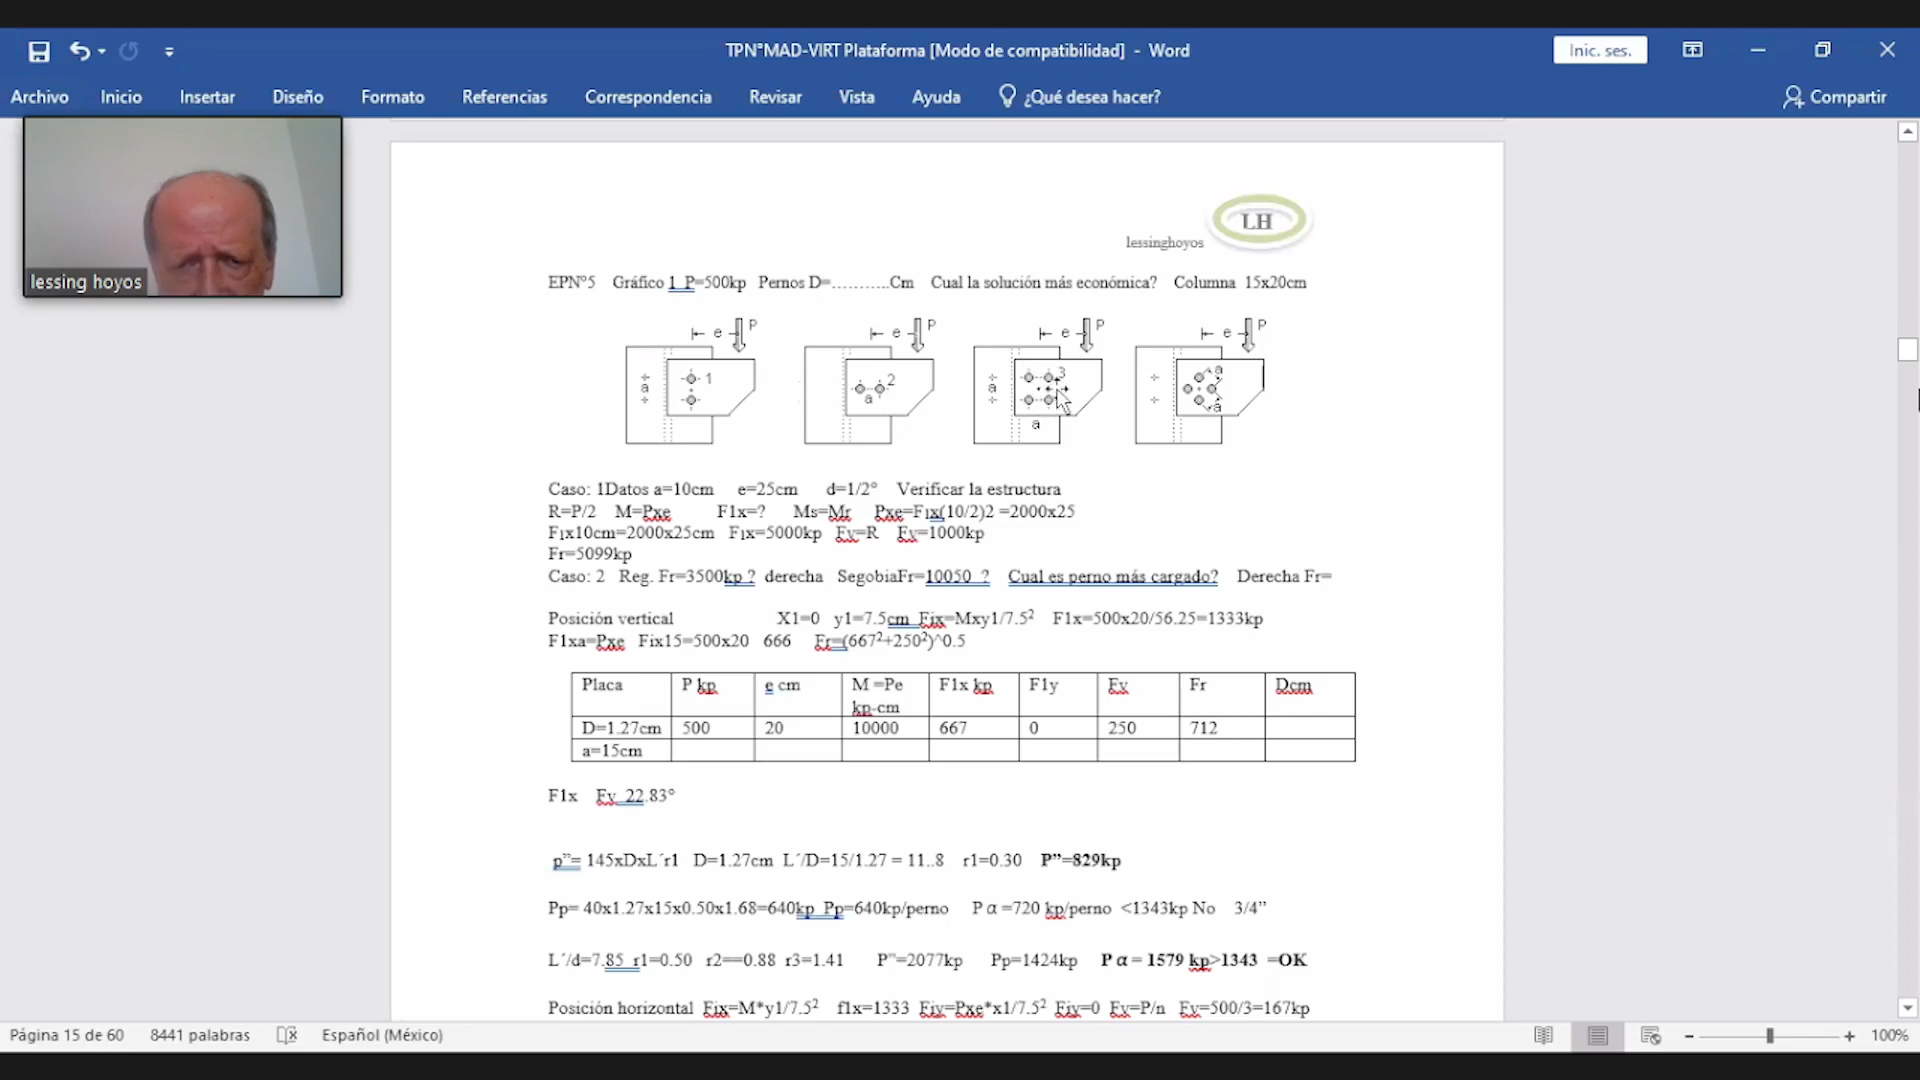 TPN°MAD-VIRT Plataforma [Modo de compatibilidad] - Word
Inic. ses.
Archivo Inicio Insertar Diseño Formato Referencias Correspondencia Revisar Vista Ayuda ¿Qué desea hacer? Compartir
lessing hoyos
LH
lessinghoyos
EPN°5 Gráfico 1 P=500kp Pernos D=...........Cm Cual la solución más económica? Columna 15x20cm
e P e P e P e P
a 1 2 a a 3 a a a
Caso: 1Datos a=10cm e=25cm d=1/2° Verificar la estructura
R=P/2 M=Pxe F1x=? Ms=Mr Pxe=F1x(10/2)2 =2000x25
F1x10cm=2000x25cm F1x=5000kp Fv=R Fv=1000kp
Fr=5099kp
Caso: 2 Reg. Fr=3500kp ? derecha SegobiaFr=10050 ? Cual es perno más cargado? Derecha Fr=
Posición vertical X1=0 y1=7.5cm Fix=Mxy1/7.5² F1x=500x20/56.25=1333kp
F1xa=Pxe Fix15=500x20 666 Fr=(667²+250²)^0.5
Placa P kp e cm M =Pe kp-cm F1x kp F1y Fv Fr Dcm
D=1.27cm 500 20 10000 667 0 250 712
a=15cm
F1x Fv 22.83°
p”= 145xDxL´r1 D=1.27cm L´/D=15/1.27 = 11..8 r1=0.30 P”=829kp
Pp= 40x1.27x15x0.50x1.68=640kp Pp=640kp/perno P α =720 kp/perno <1343kp No 3/4”
L´/d=7.85 r1=0.50 r2==0.88 r3=1.41 P”=2077kp Pp=1424kp P α = 1579 kp>1343 =OK
Posición horizontal Fix=M*y1/7.5² f1x=1333 Fiy=Pxe*x1/7.5² Fiy=0 Fv=P/n Fv=500/3=167kp
Página 15 de 60 8441 palabras Español (México) 100%